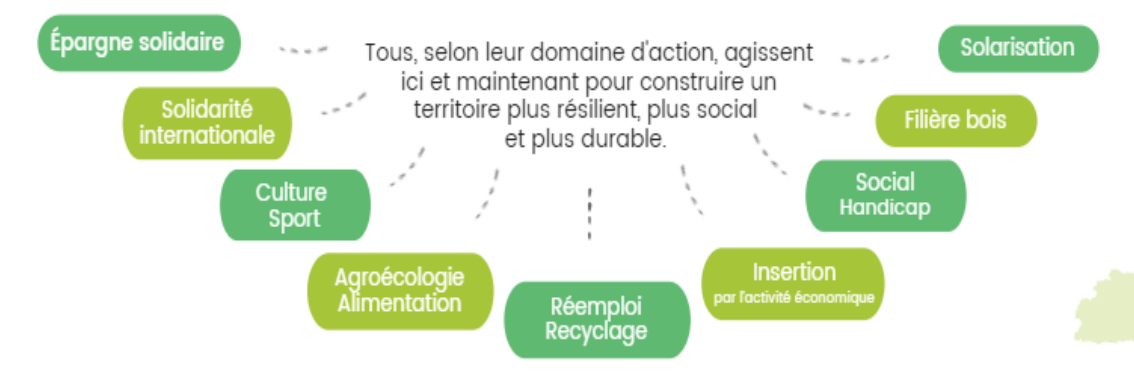 Épargne solidaire
Tous, selon leur domaine d'action, agissent
ici et maintenant pour construire un
territoire plus résilient, plus social
et plus durable.
Solarisation
Solidarité
internationale
Filière bois
Culture
Sport
Social
Handicap
Agroécologie
Alimentation
Réemploi
Recyclage
Insertion
par l'activité économique